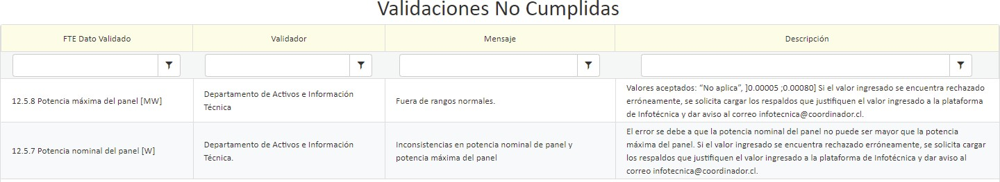 Validaciones No Cumplidas
FTE Dato Validado
Validador
Mensaje
Descripción
12.5.8 Potencia máxima del panel [MW]
Departamento de Activos e Información
Técnica
Fuera de rangos normales.
Valores aceptados: “No aplica”, ]0.00005 ;0.00080] Si el valor ingresado se encuentra rechazado
erróneamente, se solicita cargar los respaldos que justifiquen el valor ingresado a la plataforma
de Infotécnica y dar aviso al correo infotecnica@coordinador.cl.
12.5.7 Potencia nominal del panel [W]
Departamento de Activos e Información
Técnica.
Inconsistencias en potencia nominal de panel y
potencia máxima del panel
El error se debe a que la potencia nominal del panel no puede ser mayor que la potencia
máxima del panel. Si el valor ingresado se encuentra rechazado erróneamente, se solicita cargar
los respaldos que justifiquen el valor ingresado a la plataforma de Infotécnica y dar aviso al
correo infotecnica@coordinador.cl.